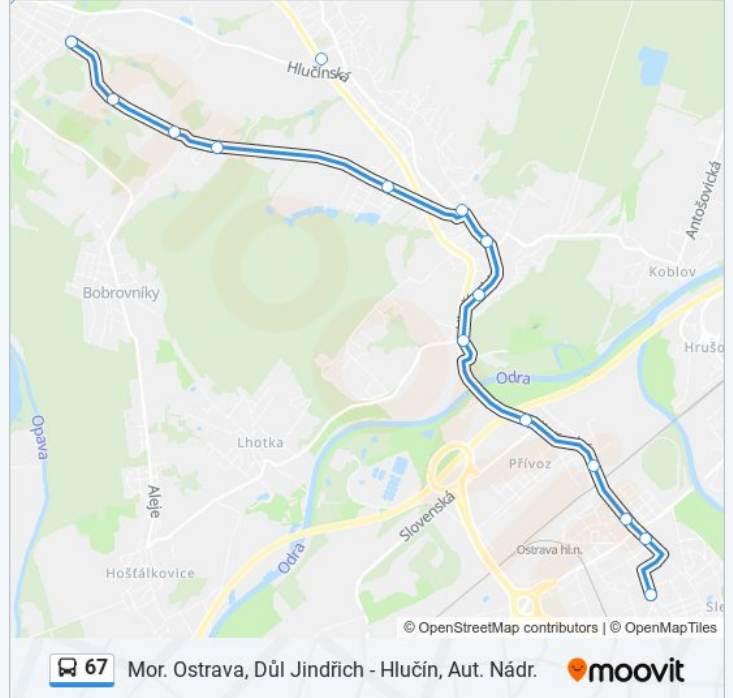 Hlučínská
Antošovická
Koblov
Bobrovníky
Hrušo
Odra
Opava
Lhotka
Přívoz
Aleje
Slovenská
Ostrava hl.n.
Odra
Hošťálkovice
Sle
© OpenStreetMap contributors | © OpenMapTiles
67 Mor. Ostrava, Důl Jindřich - Hlučín, Aut. Nádr. moovit